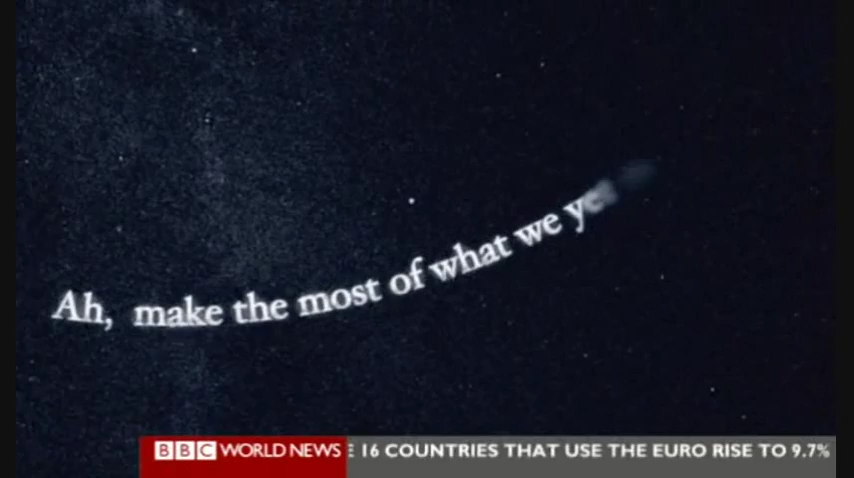 Ah, make the most of what we yet
BBC WORLD NEWS
16 COUNTRIES THAT USE THE EURO RISE TO 9.7%